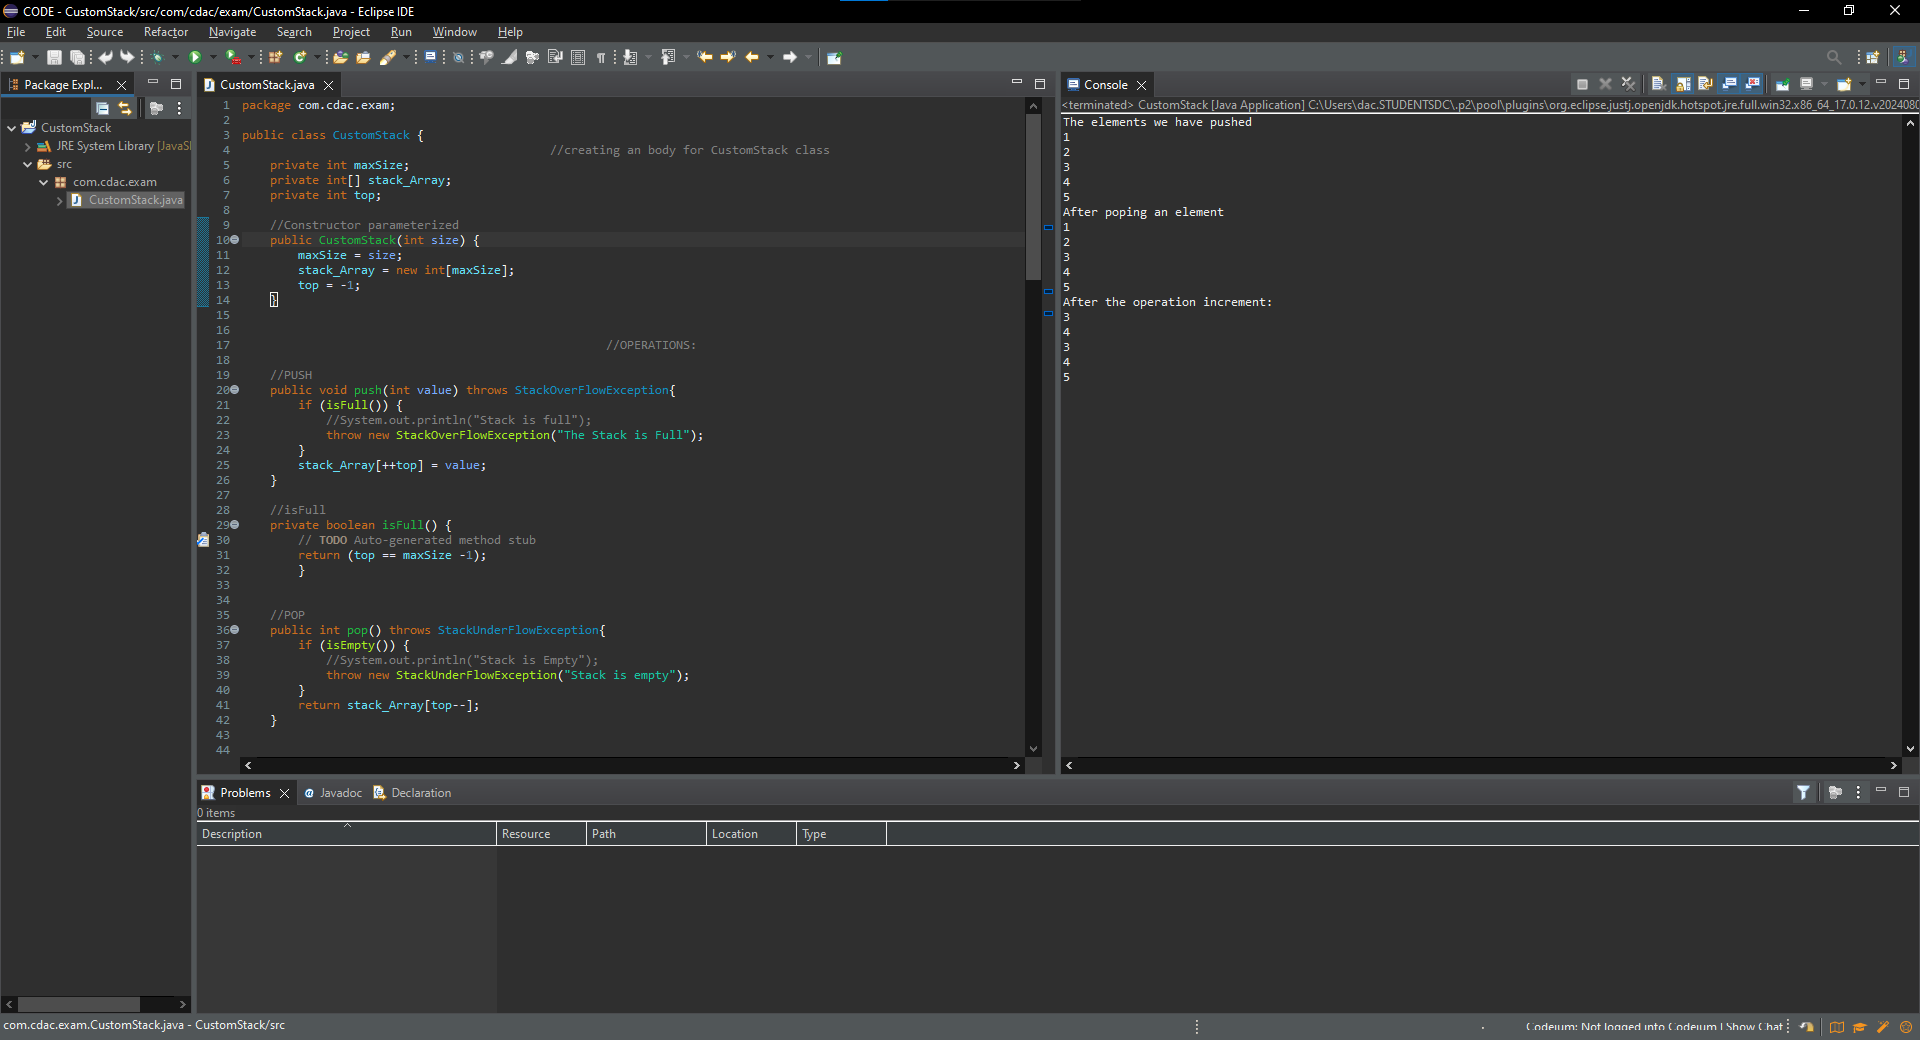 CODE - CustomStack/src/com/cdac/exam/CustomStack.java - Eclipse IDE
File Edit Source Refactor Navigate Search Project Run Window Help
Package Expl...
CustomStack
JRE System Library [JavaS
src
com.cdac.exam
CustomStack.java
CustomStack.java
1 package com.cdac.exam;
2
3 public class CustomStack {
4 //creating an body for CustomStack class
5 private int maxSize;
6 private int[] stack_Array;
7 private int top;
8
9 //Constructor parameterized
10 public CustomStack(int size) {
11 maxSize = size;
12 stack_Array = new int[maxSize];
13 top = -1;
14 }
15
16
17 //OPERATIONS:
18
19 //PUSH
20 public void push(int value) throws StackOverFlowException{
21 if (isFull()) {
22 //System.out.println("Stack is full");
23 throw new StackOverFlowException("The Stack is Full");
24 }
25 stack_Array[++top] = value;
26 }
27
28 //isFull
29 private boolean isFull() {
30 // TODO Auto-generated method stub
31 return (top == maxSize -1);
32 }
33
34
35 //POP
36 public int pop() throws StackUnderFlowException{
37 if (isEmpty()) {
38 //System.out.println("Stack is Empty");
39 throw new StackUnderFlowException("Stack is empty");
40 }
41 return stack_Array[top--];
42 }
43
44
Console
<terminated> CustomStack [Java Application] C:\Users\dac.STUDENTSDC\.p2\pool\plugins\org.eclipse.justj.openjdk.hotspot.jre.full.win32.x86_64_17.0.12.v2024080
The elements we have pushed
1
2
3
4
5
After poping an element
1
2
3
4
5
After the operation increment:
3
4
3
4
5
Problems Javadoc Declaration
0 items
Description Resource Path Location Type
com.cdac.exam.CustomStack.java - CustomStack/src
Codeium: Not logged into Codeium | Show Chat